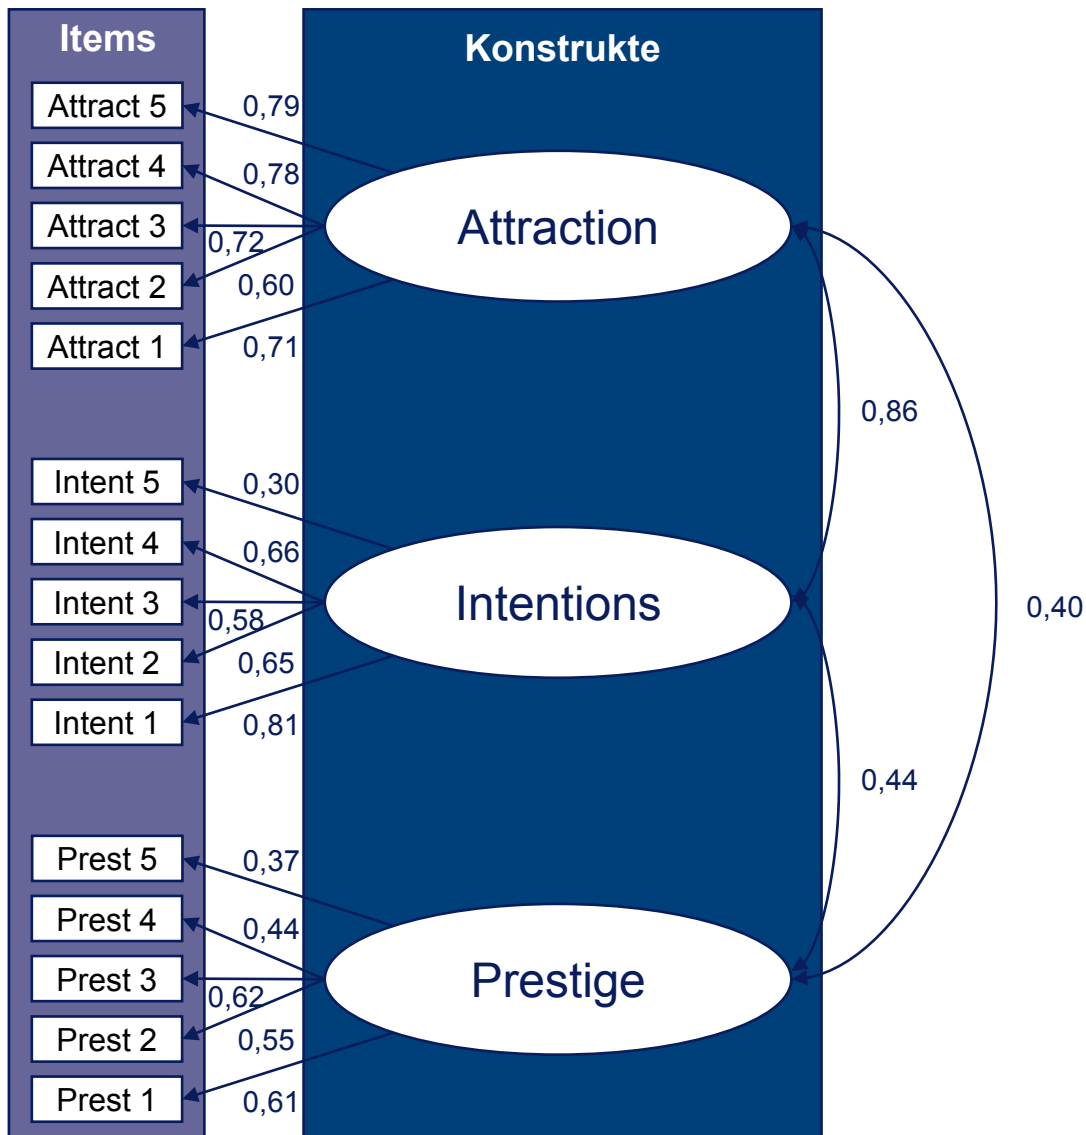 Items
Konstrukte
Attract 5
0,79
Attract 4
0,78
Attract 3
0,72
Attract 2
0,60
Attract 1
0,71
Attraction
0,86
Intent 5
0,30
Intent 4
0,66
Intent 3
0,58
Intent 2
0,65
Intent 1
0,81
Intentions
0,40
0,44
Prest 5
0,37
Prest 4
0,44
Prest 3
0,62
Prest 2
0,55
Prest 1
0,61
Prestige